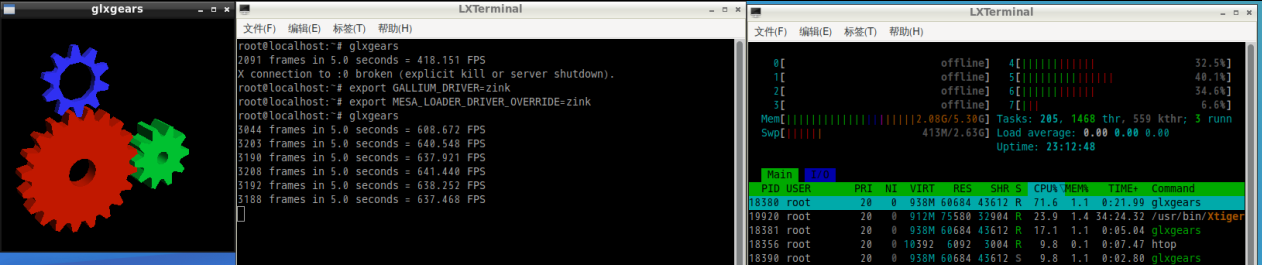 glxgears
LXTerminal
文件(F) 编辑(E) 标签(T) 帮助(H)
root@localhost:~# glxgears
2091 frames in 5.0 seconds = 418.151 FPS
X connection to :0 broken (explicit kill or server shutdown).
root@localhost:~# export GALLIUM_DRIVER=zink
root@localhost:~# export MESA_LOADER_DRIVER_OVERRIDE=zink
root@localhost:~# glxgears
3044 frames in 5.0 seconds = 608.672 FPS
3203 frames in 5.0 seconds = 640.548 FPS
3190 frames in 5.0 seconds = 637.921 FPS
3208 frames in 5.0 seconds = 641.440 FPS
3192 frames in 5.0 seconds = 638.252 FPS
3188 frames in 5.0 seconds = 637.468 FPS
LXTerminal
文件(F) 编辑(E) 标签(T) 帮助(H)
0[ offline] 4[|||||||||||||| 32.5%]
1[ offline] 5[||||||||||||||||| 40.1%]
2[ offline] 6[|||||||||||||| 34.6%]
3[ offline] 7[||| 6.6%]
Mem[||||||||||||||||||||||||2.08G/5.30G] Tasks: 205, 1468 thr, 559 kthr; 3 runn
Swp[|||||| 413M/2.63G] Load average: 0.00 0.00 0.00
Uptime: 23:12:48
Main I/O
PID USER PRI NI VIRT RES SHR S CPU%▽MEM% TIME+ Command
18380 root 20 0 938M 60684 43612 R 71.6 1.1 0:21.99 glxgears
19920 root 20 0 912M 75580 32904 R 23.9 1.4 34:24.32 /usr/bin/Xtiger
18381 root 20 0 938M 60684 43612 R 17.1 1.1 0:05.04 glxgears
18356 root 20 0 10392 6092 3004 R 9.8 0.1 0:07.47 htop
18390 root 20 0 938M 60684 43612 S 9.8 1.1 0:02.80 glxgears